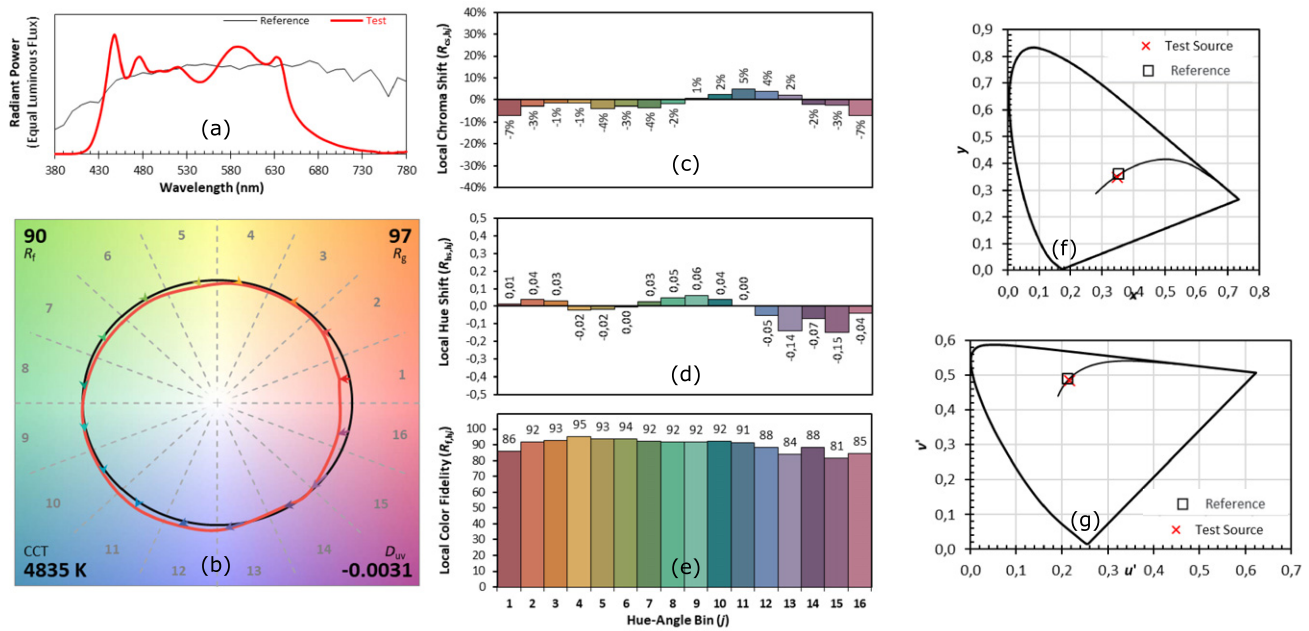 Reference
Test
Radiant Power
(Equal Luminous FLux)
(a)
380 430 480 530 580 630 680 730 780
Wavelength (nm)
90
Rf
97
Rg
1
2
3
4
5
6
7
8
9
10
11
12
13
14
15
16
CCT
4835 K
(b)
Duv
-0.0031
Local Chroma Shift (Rcs,hj)
40%
30%
20%
10%
0%
-10%
-20%
-30%
-40%
-7% -3% -1% -1% -4% -3% -4% -2% 1% 2% 5% 4% 2% -2% -3% -7%
(c)
Local Hue Shift (Rhs,hj)
0,5
0,4
0,3
0,2
0,1
0,0
-0,1
-0,2
-0,3
-0,4
-0,5
0,01 0,04 0,03 -0,02 -0,02 0,00 0,03 0,05 0,06 0,04 0,00 -0,05 -0,14 -0,07 -0,15 -0,04
(d)
Local Color Fidelity (Rf,hj)
100
90
80
70
60
50
40
30
20
10
0
86 92 93 95 93 94 92 92 92 92 91 88 84 88 81 85
(e)
1 2 3 4 5 6 7 8 9 10 11 12 13 14 15 16
Hue-Angle Bin (j)
y
0,9
0,8
0,7
0,6
0,5
0,4
0,3
0,2
0,1
0,0
Test Source
Reference
(f)
0,0 0,1 0,2 0,3 0,4 0,5 0,6 0,7 0,8
x
v'
0,6
0,5
0,4
0,3
0,2
0,1
0,0
Reference
Test Source
(g)
0,0 0,1 0,2 0,3 0,4 0,5 0,6 0,7
u'